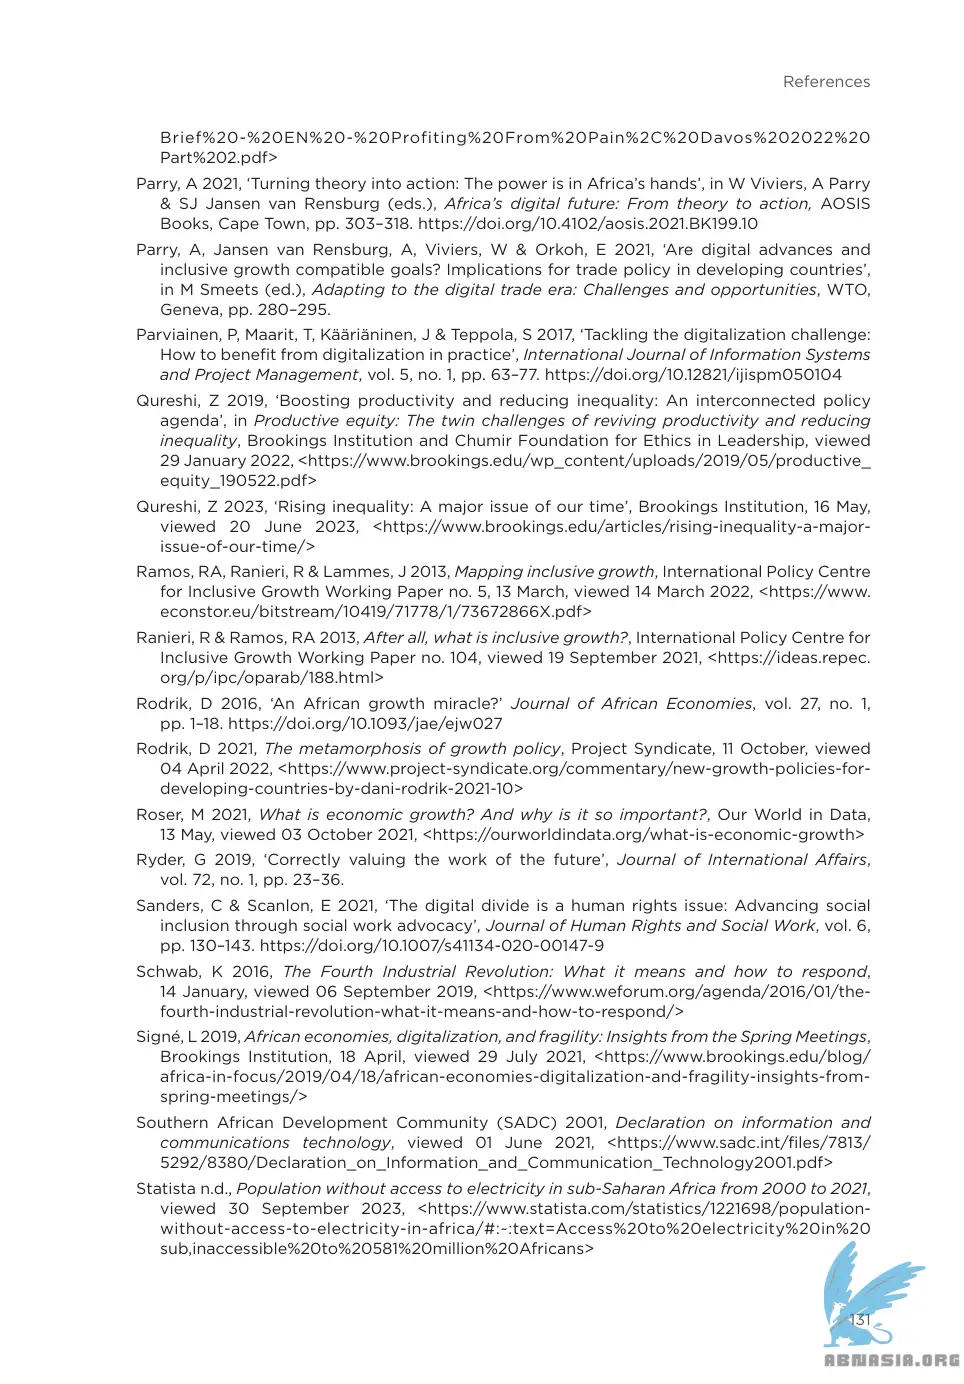 References
Brief%20-%20EN%20-%20Profiting%20From%20Pain%2C%20Davos%202022%20
Part%202.pdf>
Parry, A 2021, ‘Turning theory into action: The power is in Africa’s hands’, in W Viviers, A Parry
& SJ Jansen van Rensburg (eds.), Africa’s digital future: From theory to action, AOSIS
Books, Cape Town, pp. 303–318. https://doi.org/10.4102/aosis.2021.BK199.10
Parry, A, Jansen van Rensburg, A, Viviers, W & Orkoh, E 2021, ‘Are digital advances and
inclusive growth compatible goals? Implications for trade policy in developing countries’,
in M Smeets (ed.), Adapting to the digital trade era: Challenges and opportunities, WTO,
Geneva, pp. 280–295.
Parviainen, P, Maarit, T, Kääriäninen, J & Teppola, S 2017, ‘Tackling the digitalization challenge:
How to benefit from digitalization in practice’, International Journal of Information Systems
and Project Management, vol. 5, no. 1, pp. 63–77. https://doi.org/10.12821/ijispm050104
Qureshi, Z 2019, ‘Boosting productivity and reducing inequality: An interconnected policy
agenda’, in Productive equity: The twin challenges of reviving productivity and reducing
inequality, Brookings Institution and Chumir Foundation for Ethics in Leadership, viewed
29 January 2022, <https://www.brookings.edu/wp_content/uploads/2019/05/productive_
equity_190522.pdf>
Qureshi, Z 2023, ‘Rising inequality: A major issue of our time’, Brookings Institution, 16 May,
viewed 20 June 2023, <https://www.brookings.edu/articles/rising-inequality-a-major-
issue-of-our-time/>
Ramos, RA, Ranieri, R & Lammes, J 2013, Mapping inclusive growth, International Policy Centre
for Inclusive Growth Working Paper no. 5, 13 March, viewed 14 March 2022, <https://www.
econstor.eu/bitstream/10419/71778/1/73672866X.pdf>
Ranieri, R & Ramos, RA 2013, After all, what is inclusive growth?, International Policy Centre for
Inclusive Growth Working Paper no. 104, viewed 19 September 2021, <https://ideas.repec.
org/p/ipc/oparab/188.html>
Rodrik, D 2016, ‘An African growth miracle?’ Journal of African Economies, vol. 27, no. 1,
pp. 1–18. https://doi.org/10.1093/jae/ejw027
Rodrik, D 2021, The metamorphosis of growth policy, Project Syndicate, 11 October, viewed
04 April 2022, <https://www.project-syndicate.org/commentary/new-growth-policies-for-
developing-countries-by-dani-rodrik-2021-10>
Roser, M 2021, What is economic growth? And why is it so important?, Our World in Data,
13 May, viewed 03 October 2021, <https://ourworldindata.org/what-is-economic-growth>
Ryder, G 2019, ‘Correctly valuing the work of the future’, Journal of International Affairs,
vol. 72, no. 1, pp. 23–36.
Sanders, C & Scanlon, E 2021, ‘The digital divide is a human rights issue: Advancing social
inclusion through social work advocacy’, Journal of Human Rights and Social Work, vol. 6,
pp. 130–143. https://doi.org/10.1007/s41134-020-00147-9
Schwab, K 2016, The Fourth Industrial Revolution: What it means and how to respond,
14 January, viewed 06 September 2019, <https://www.weforum.org/agenda/2016/01/the-
fourth-industrial-revolution-what-it-means-and-how-to-respond/>
Signé, L 2019, African economies, digitalization, and fragility: Insights from the Spring Meetings,
Brookings Institution, 18 April, viewed 29 July 2021, <https://www.brookings.edu/blog/
africa-in-focus/2019/04/18/african-economies-digitalization-and-fragility-insights-from-
spring-meetings/>
Southern African Development Community (SADC) 2001, Declaration on information and
communications technology, viewed 01 June 2021, <https://www.sadc.int/files/7813/
5292/8380/Declaration_on_Information_and_Communication_Technology2001.pdf>
Statista n.d., Population without access to electricity in sub-Saharan Africa from 2000 to 2021,
viewed 30 September 2023, <https://www.statista.com/statistics/1221698/population-
without-access-to-electricity-in-africa/#:~:text=Access%20to%20electricity%20in%20
sub,inaccessible%20to%20581%20million%20Africans>
131
ABNASIA.ORG